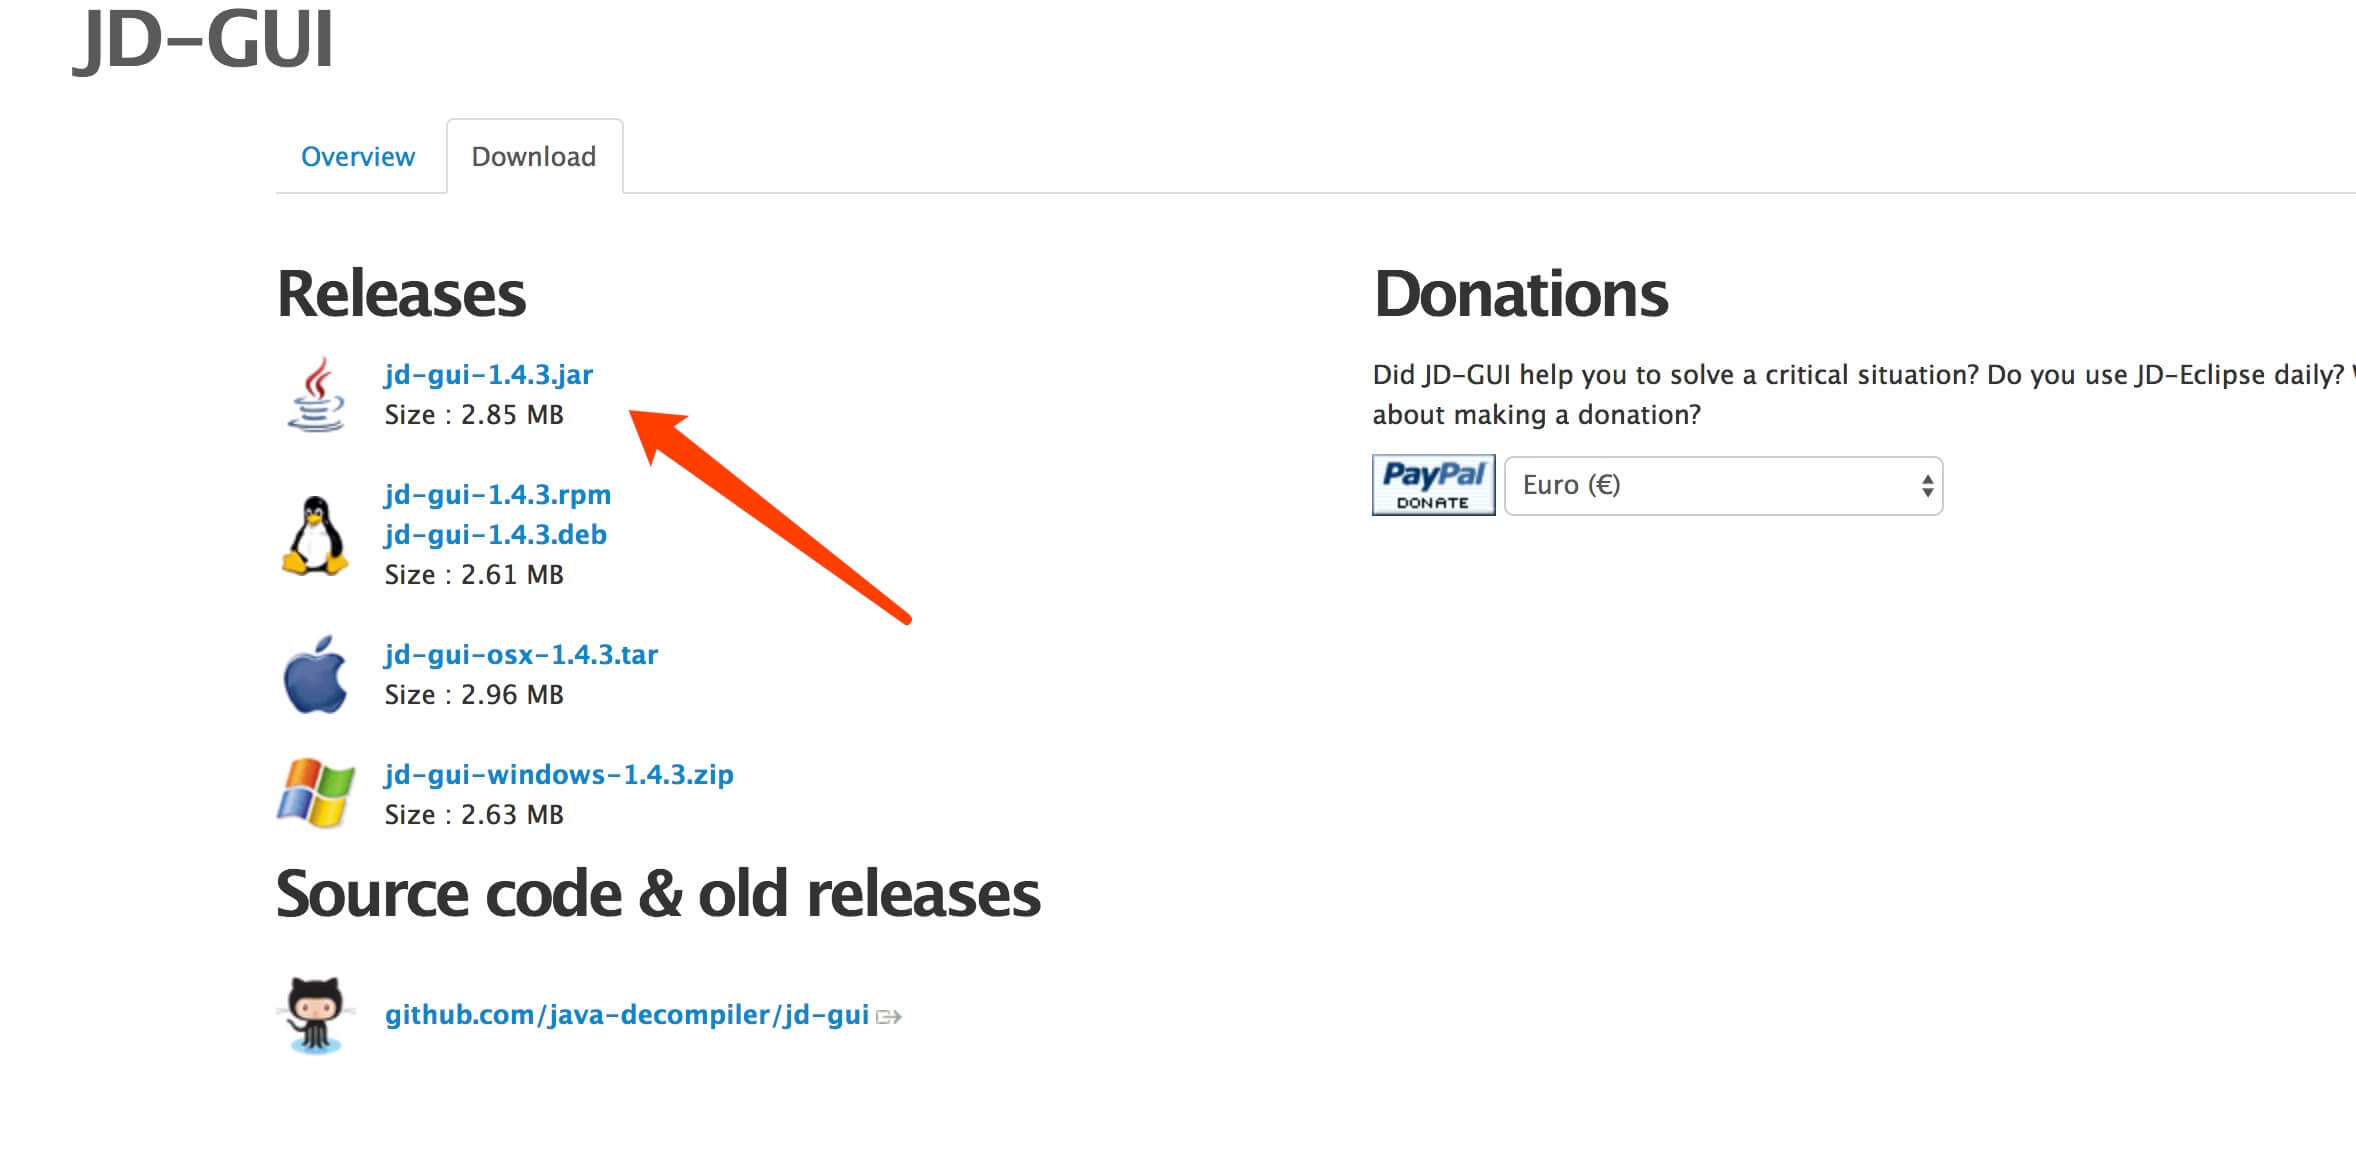 JD-GUI
Overview
Download
Releases
jd-gui-1.4.3.jar
Size : 2.85 MB
jd-gui-1.4.3.rpm
jd-gui-1.4.3.deb
Size : 2.61 MB
jd-gui-osx-1.4.3.tar
Size : 2.96 MB
jd-gui-windows-1.4.3.zip
Size : 2.63 MB
Source code & old releases
github.com/java-decompiler/jd-gui
Donations
Did JD-GUI help you to solve a critical situation? Do you use JD-Eclipse daily?
about making a donation?
PayPal
DONATE
Euro (€)